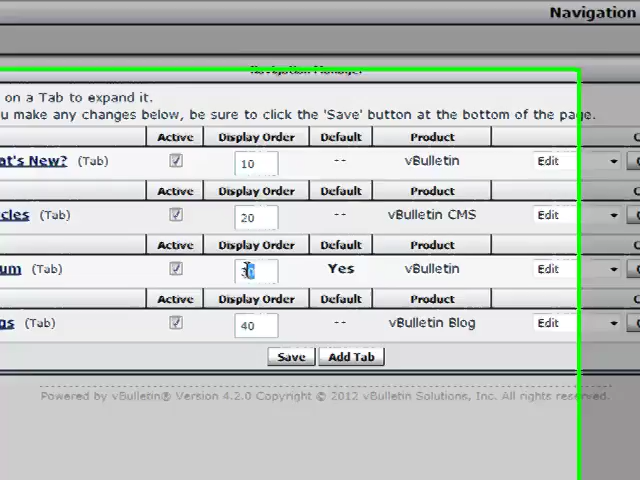 Navigation
Navigation Manager
on a Tab to expand it.
u make any changes below, be sure to click the 'Save' button at the bottom of the page.
Active Display Order Default Product C
at's New? (Tab) 10 -- vBulletin Edit
Active Display Order Default Product C
cles (Tab) 20 -- vBulletin CMS Edit
Active Display Order Default Product C
um (Tab) 30 Yes vBulletin Edit
Active Display Order Default Product C
gs (Tab) 40 -- vBulletin Blog Edit
Save Add Tab
Powered by vBulletin® Version 4.2.0 Copyright © 2012 vBulletin Solutions, Inc. All rights reserved.